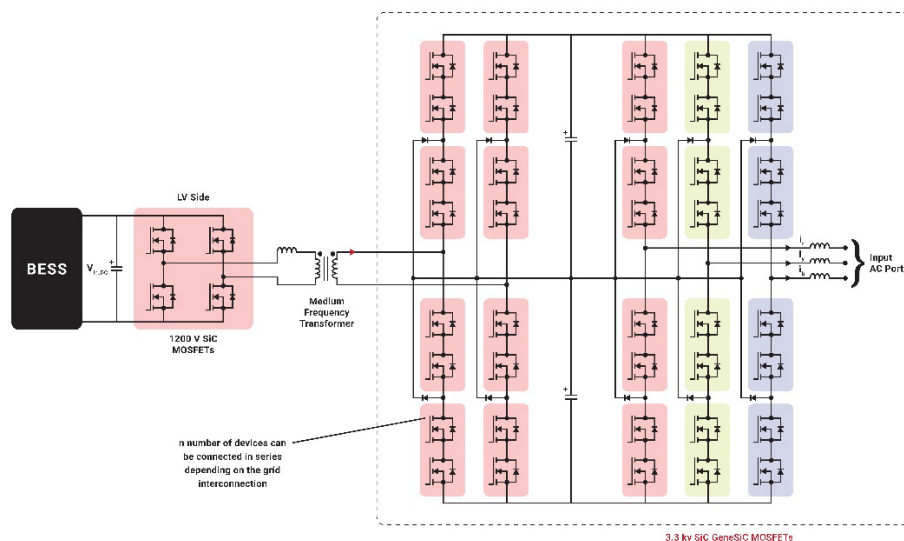 LV Side
BESS
+
1200 V SiC
MOSFETs
Medium
Frequency
Transformer
+
+
n number of devices can
be connected in series
depending on the grid
interconnection
Input
AC Port
3.3 kv SiC GeneSiC MOSFETs